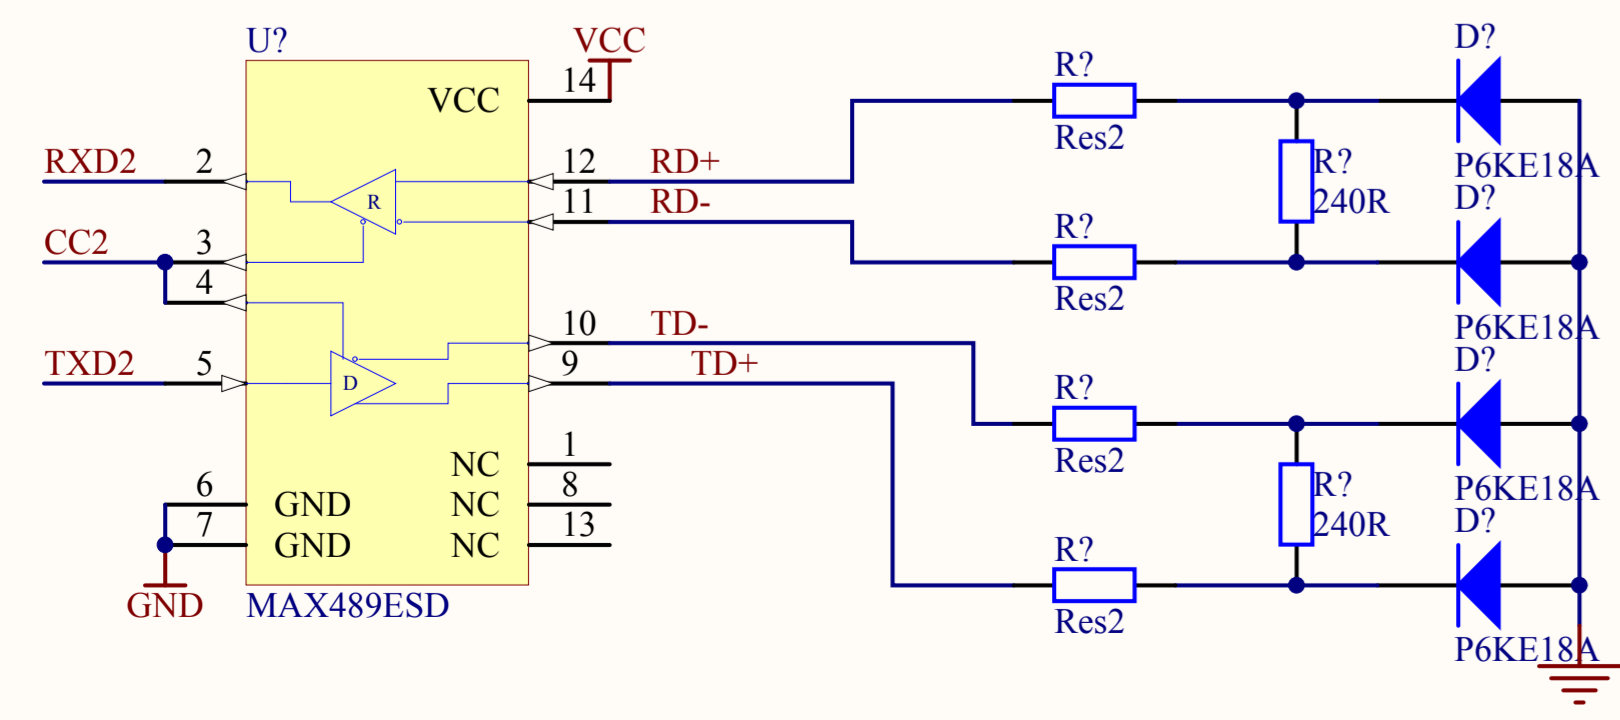 U?
VCC
VCC
14
RXD2
2
12
RD+
R
11
RD-
CC2
3
4
10
TD-
TXD2
5
D
9
TD+
NC
1
6
GND
NC
8
7
GND
NC
13
GND
MAX489ESD
R?
Res2
R?
240R
D?
P6KE18A
R?
Res2
D?
P6KE18A
R?
Res2
R?
240R
D?
P6KE18A
R?
Res2
D?
P6KE18A